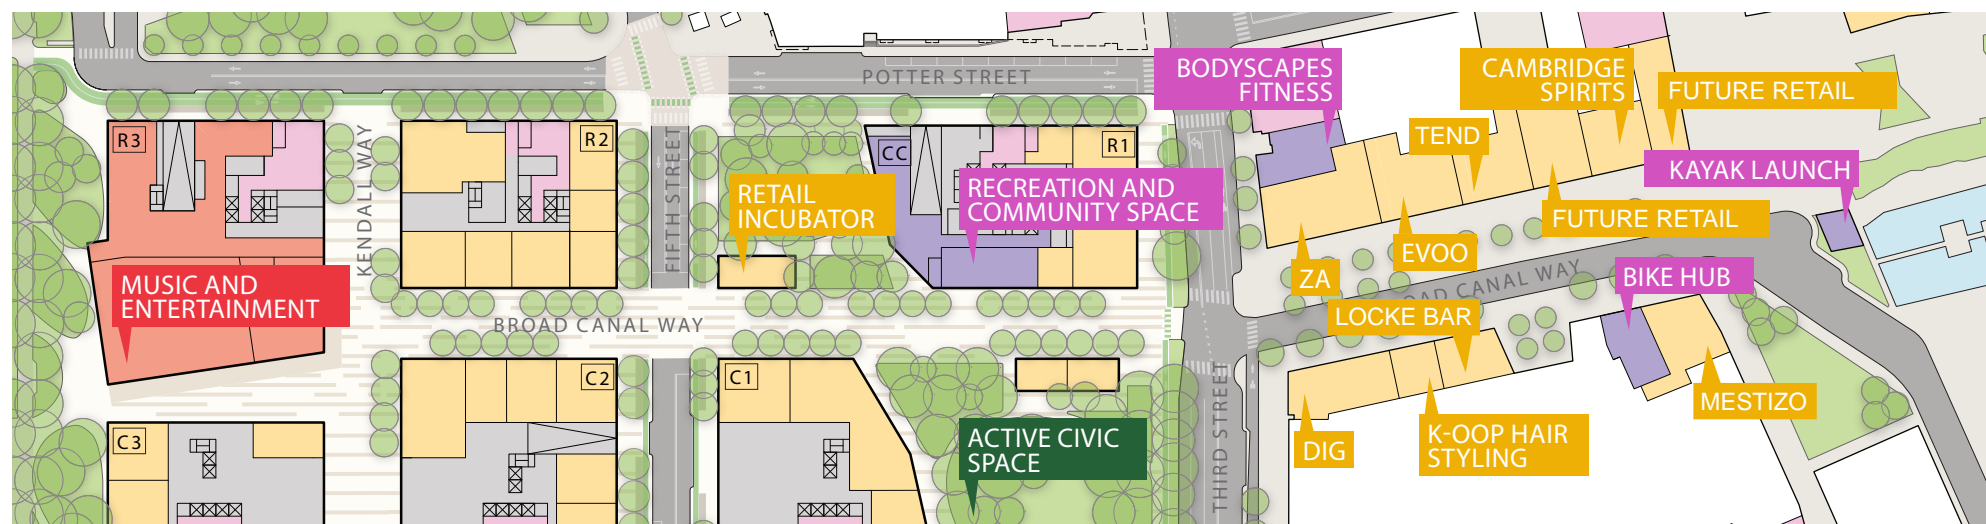 POTTER STREET
BODYSCAPES
FITNESS
CAMBRIDGE
SPIRITS
FUTURE RETAIL
TEND
R3
R2
CC
R1
KENDALL WAY
FIFTH STREET
RETAIL
INCUBATOR
RECREATION AND
COMMUNITY SPACE
KAYAK LAUNCH
FUTURE RETAIL
EVOO
ZA
MUSIC AND
ENTERTAINMENT
BIKE HUB
BROAD CANAL WAY
ROAD CANAL WAY
LOCKE BAR
C2
C1
THIRD STREET
MESTIZO
C3
ACTIVE CIVIC
SPACE
DIG
K-OOP HAIR
STYLING